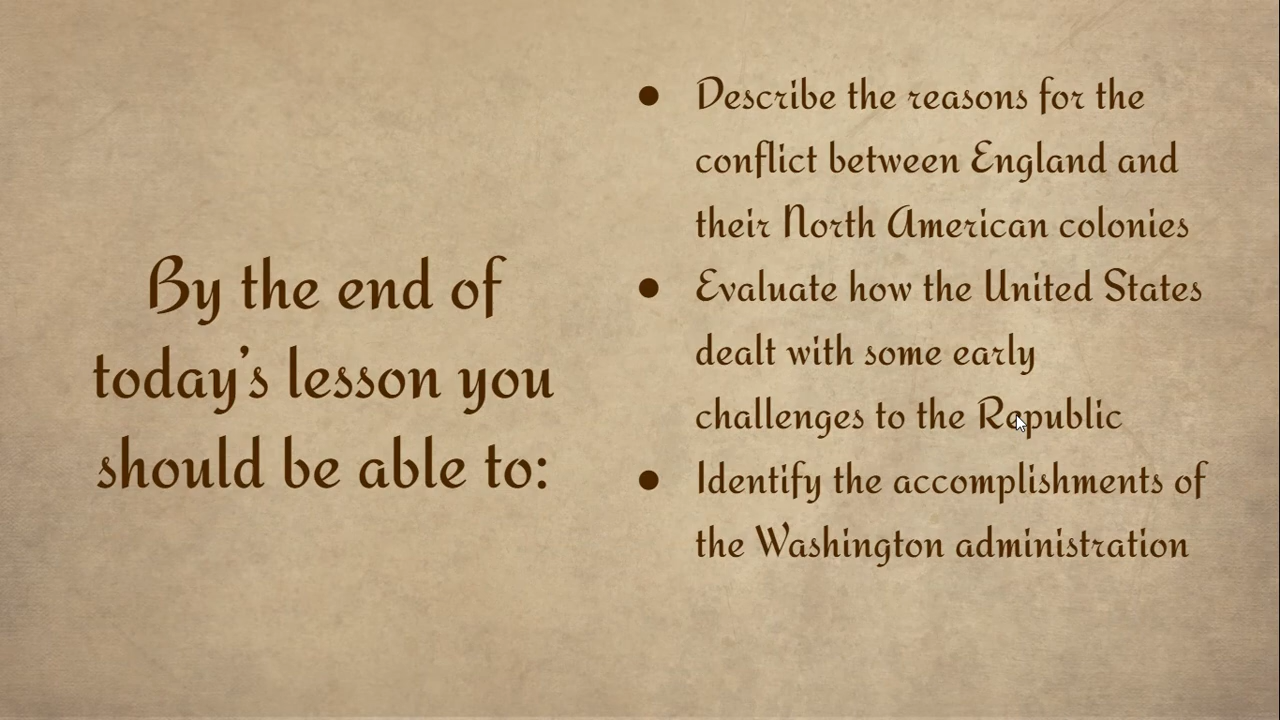 By the end of
today's lesson you
should be able to:
● Describe the reasons for the
conflict between England and
their North American colonies
● Evaluate how the United States
dealt with some early
challenges to the Republic
● Identify the accomplishments of
the Washington administration